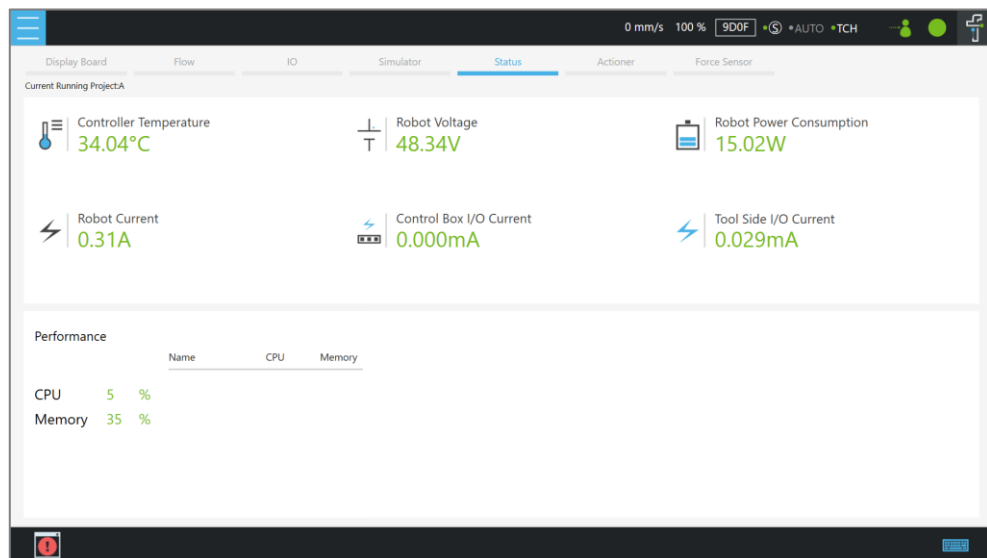 0 mm/s 100 % 9D0F S AUTO TCH
Display Board Flow IO Simulator Status Actioner Force Sensor
Current Running Project:A
Controller Temperature Robot Voltage Robot Power Consumption
34.04°C 48.34V 15.02W
Robot Current Control Box I/O Current Tool Side I/O Current
0.31A 0.000mA 0.029mA
Performance
Name CPU Memory
CPU 5 %
Memory 35 %